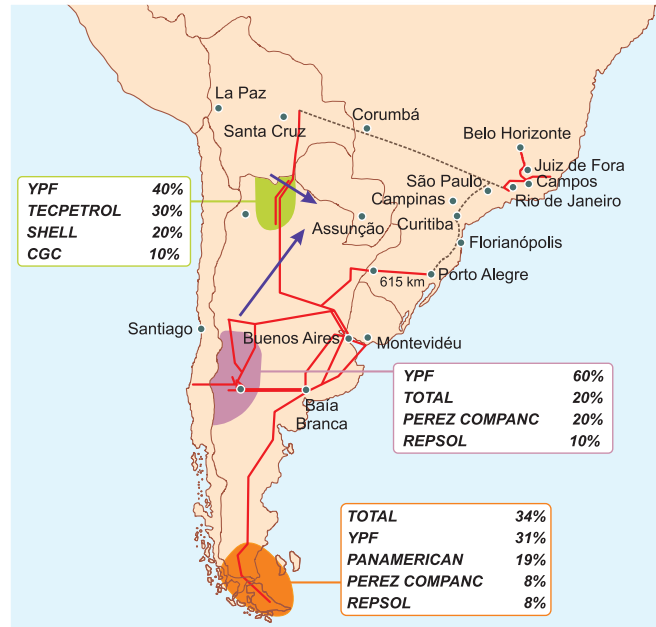 La Paz
Santa Cruz
Corumbá
Belo Horizonte
Juiz de Fora
Campos
São Paulo
Rio de Janeiro
Campinas
YPF 40%
TECPETROL 30%
SHELL 20%
CGC 10%
Assunção
Curitiba
Florianópolis
615 km
Porto Alegre
Santiago
Buenos Aires
Montevidéu
Baía
Branca
YPF 60%
TOTAL 20%
PEREZ COMPANC 20%
REPSOL 10%
TOTAL 34%
YPF 31%
PANAMERICAN 19%
PEREZ COMPANC 8%
REPSOL 8%